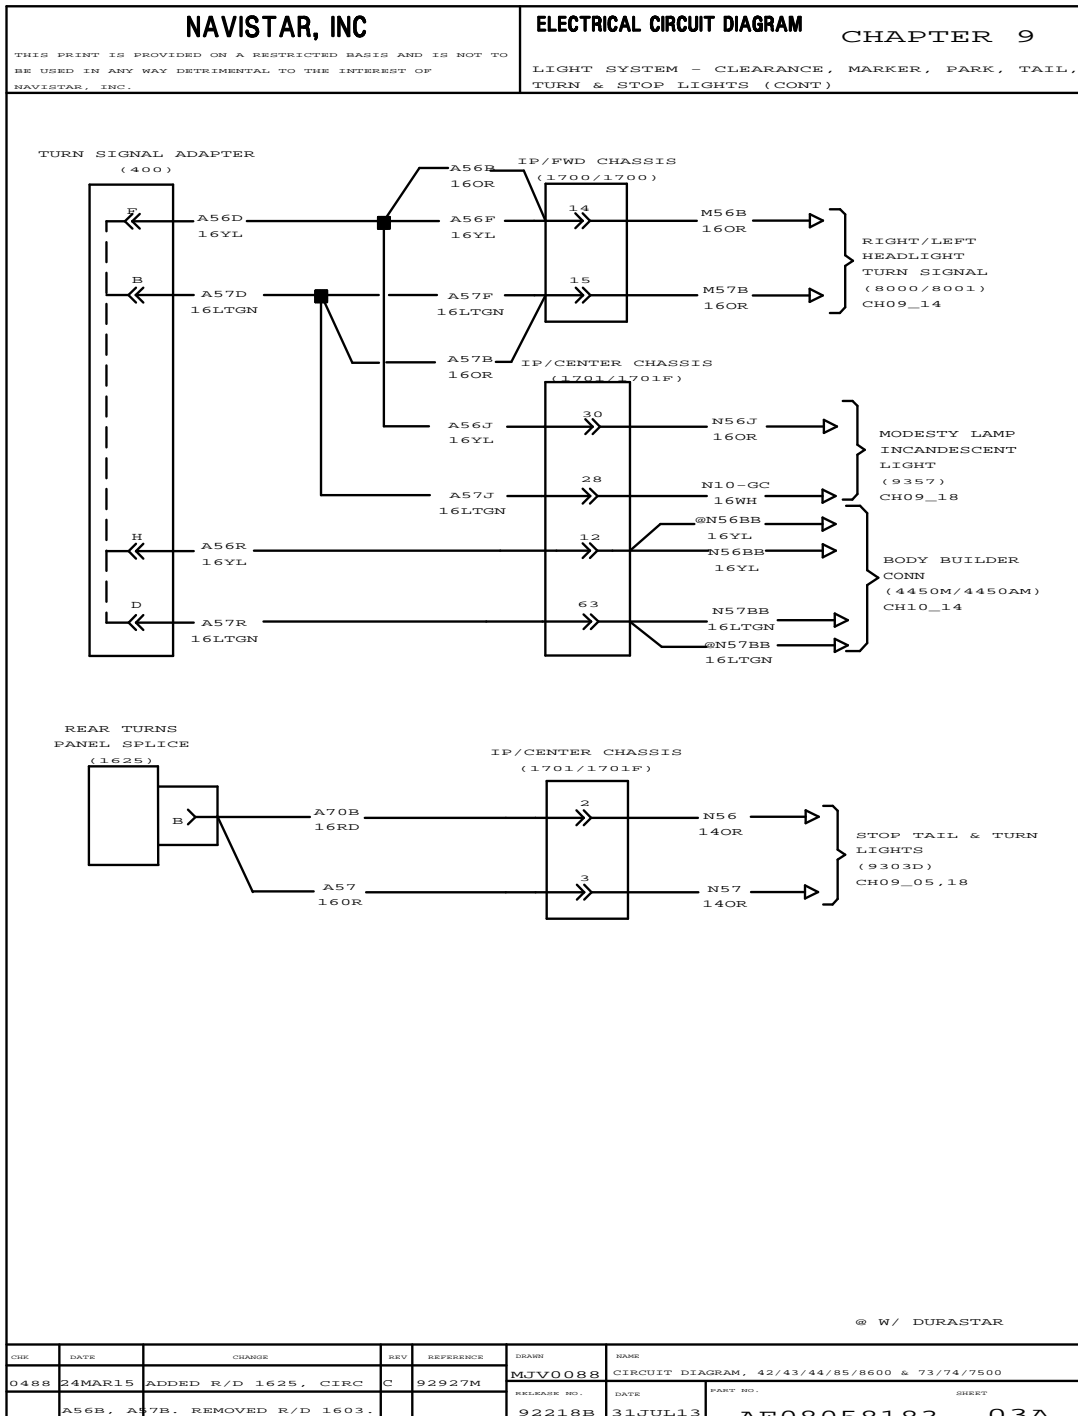 NAVISTAR, INC
THIS PRINT IS PROVIDED ON A RESTRICTED BASIS AND IS NOT TO
BE USED IN ANY WAY DETRIMENTAL TO THE INTEREST OF
NAVISTAR, INC.
ELECTRICAL CIRCUIT DIAGRAM
CHAPTER 9
LIGHT SYSTEM - CLEARANCE, MARKER, PARK, TAIL,
TURN & STOP LIGHTS (CONT)
TURN SIGNAL ADAPTER
(400)
F
A56D
16YL
B
A57D
16LTGN
H
A56R
16YL
D
A57R
16LTGN
A56B
16OR
A56F
16YL
A57F
16LTGN
A57B
16OR
A56J
16YL
A57J
16LTGN
IP/FWD CHASSIS
(1700/1700)
14
15
M56B
16OR
M57B
16OR
RIGHT/LEFT
HEADLIGHT
TURN SIGNAL
(8000/8001)
CH09_14
IP/CENTER CHASSIS
(1701/1701F)
30
28
12
63
N56J
16OR
N10-GC
16WH
@N56BB
16YL
N56BB
16YL
N57BB
16LTGN
@N57BB
16LTGN
MODESTY LAMP
INCANDESCENT
LIGHT
(9357)
CH09_18
BODY BUILDER
CONN
(4450M/4450AM)
CH10_14
REAR TURNS
PANEL SPLICE
(1625)
B
A70B
16RD
A57
16OR
IP/CENTER CHASSIS
(1701/1701F)
2
3
N56
14OR
N57
14OR
STOP TAIL & TURN
LIGHTS
(9303D)
CH09_05,18
@ W/ DURASTAR
CHK
DATE
CHANGE
REV
REFERENCE
DRAWN
NAME
0488
24MAR15
ADDED R/D 1625, CIRC
C
92927M
MJV0088
CIRCUIT DIAGRAM, 42/43/44/85/8600 & 73/74/7500
RELEASE NO.
DATE
PART NO.
SHEET
A56B, A57B. REMOVED R/D 1603.
92218B
31JUL13
AE08058183
03A